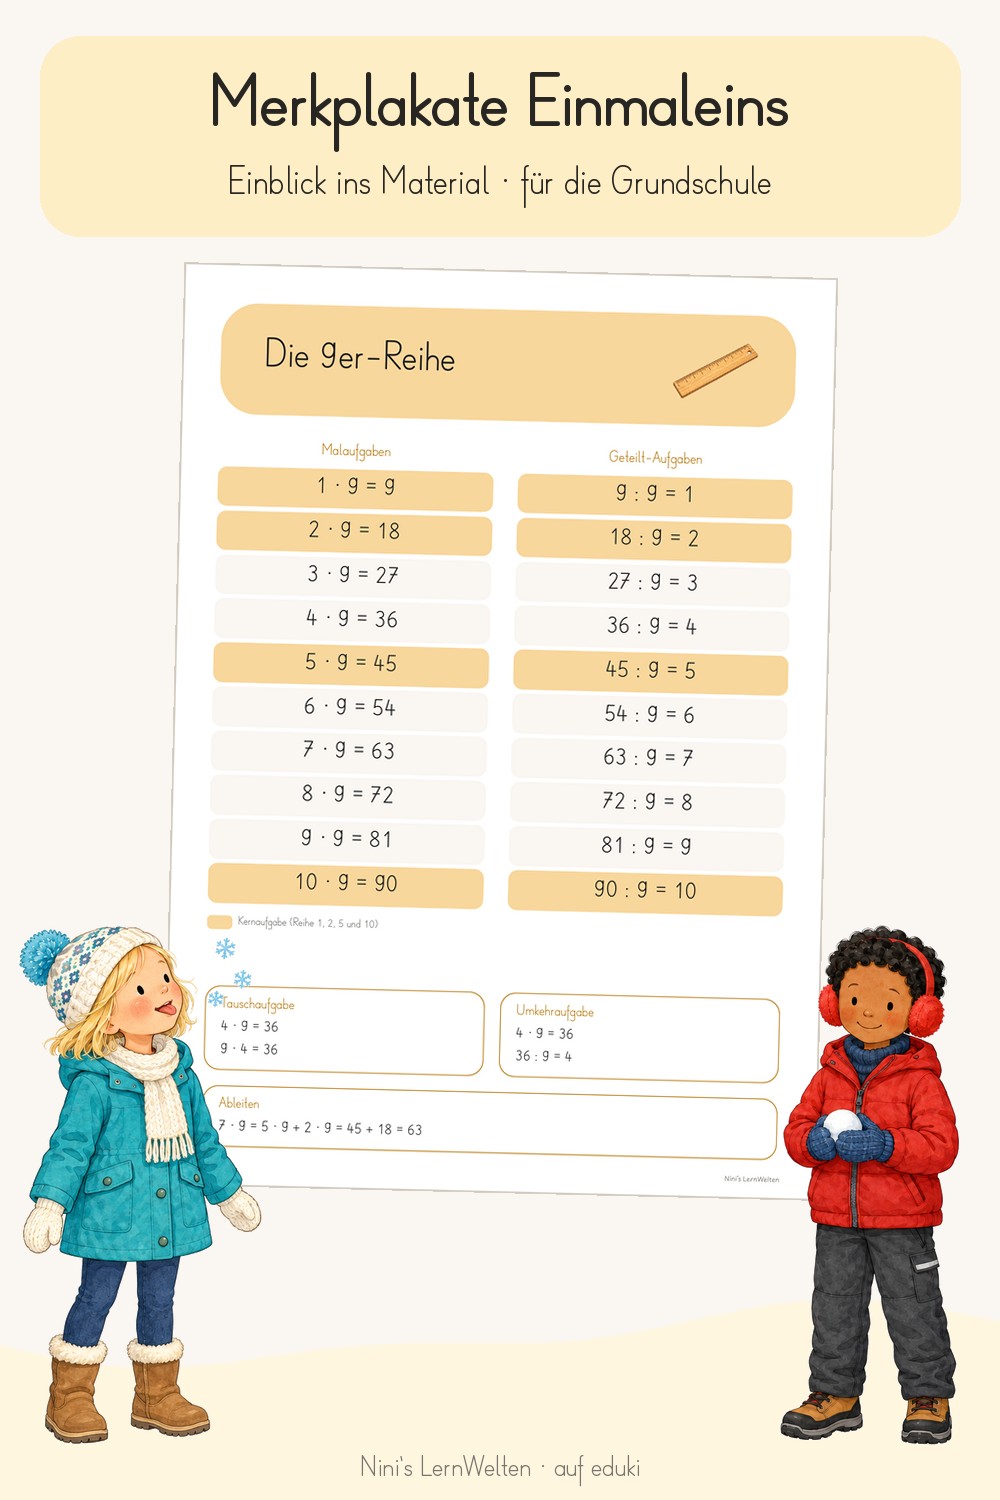 Merkplakate Einmaleins
Einblick ins Material · für die Grundschule
Die 9er-Reihe
Malaufgaben
1 · 9 = 9
2 · 9 = 18
3 · 9 = 27
4 · 9 = 36
5 · 9 = 45
6 · 9 = 54
7 · 9 = 63
8 · 9 = 72
9 · 9 = 81
10 · 9 = 90
Geteilt-Aufgaben
9 : 9 = 1
18 : 9 = 2
27 : 9 = 3
36 : 9 = 4
45 : 9 = 5
54 : 9 = 6
63 : 9 = 7
72 : 9 = 8
81 : 9 = 9
90 : 9 = 10
Kernaufgabe (Reihe 1, 2, 5 und 10)
Tauschaufgabe
4 · 9 = 36
9 · 4 = 36
Umkehraufgabe
4 · 9 = 36
36 : 9 = 4
Ableiten
7 · 9 = 5 · 9 + 2 · 9 = 45 + 18 = 63
Nini's LernWelten
Nini's LernWelten · auf eduki